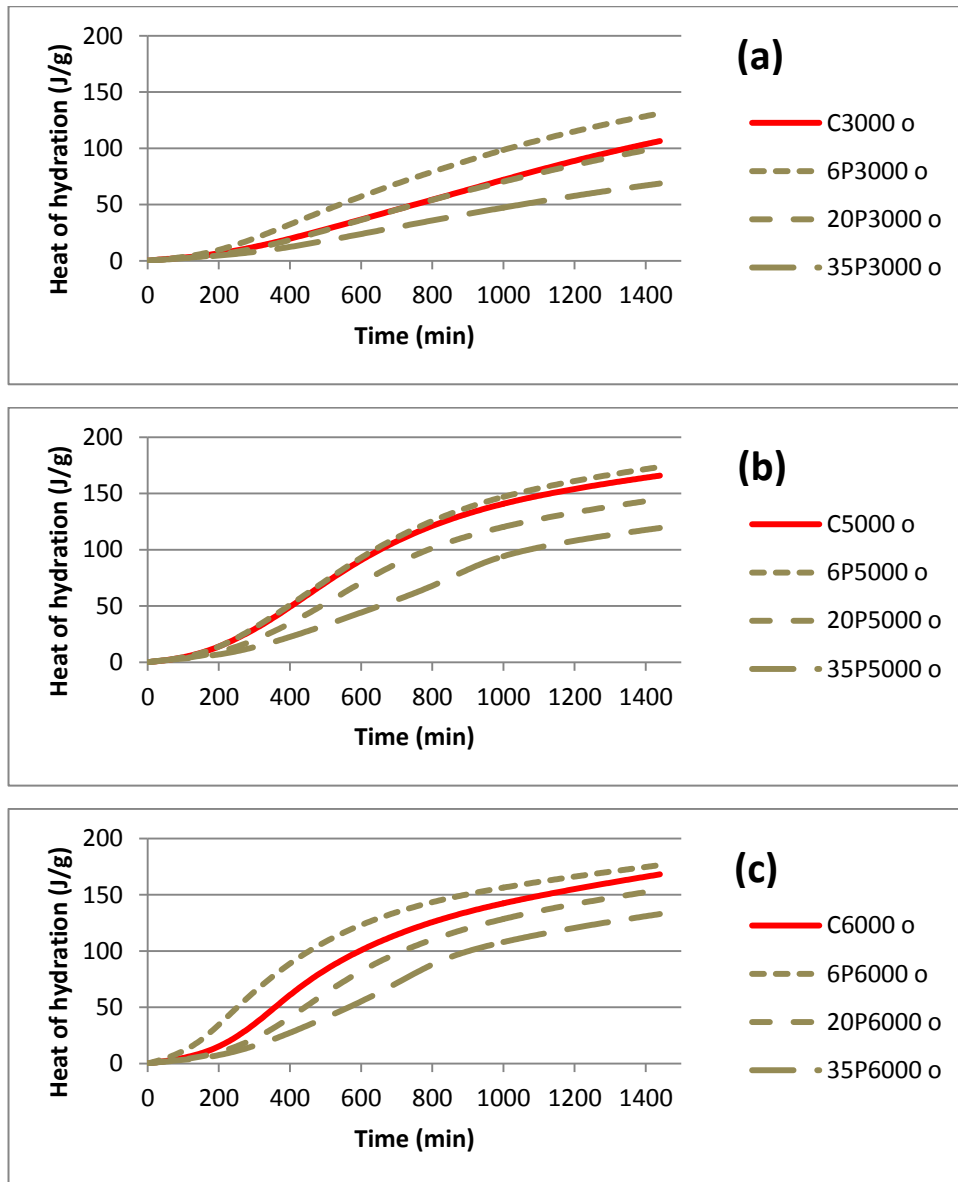 Heat of hydration (J/g)
200
150
100
50
0
0 200 400 600 800 1000 1200 1400
Time (min)
(a)
C3000 o
6P3000 o
20P3000 o
35P3000 o
Heat of hydration (J/g)
200
150
100
50
0
0 200 400 600 800 1000 1200 1400
Time (min)
(b)
C5000 o
6P5000 o
20P5000 o
35P5000 o
Heat of hydration (J/g)
200
150
100
50
0
0 200 400 600 800 1000 1200 1400
Time (min)
(c)
C6000 o
6P6000 o
20P6000 o
35P6000 o